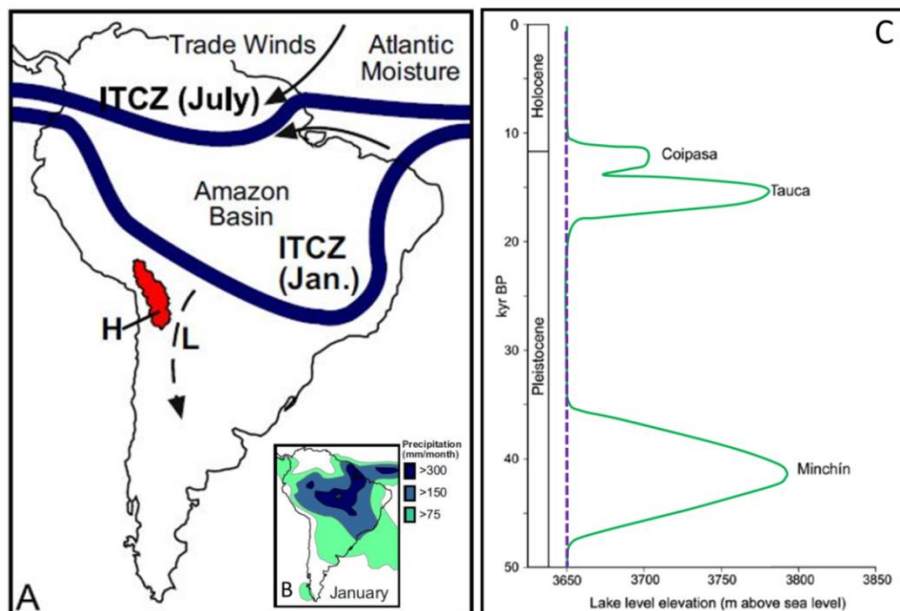 Trade Winds
Atlantic
Moisture
ITCZ (July)
Amazon
Basin
ITCZ
(Jan.)
H
L
A
Precipitation
(mm/month)
>300
>150
>75
B
January
C
0
10
20
30
40
50
kyr BP
Holocene
Pleistocene
Coipasa
Tauca
Minchín
3650
3700
3750
3800
3850
Lake level elevation (m above sea level)